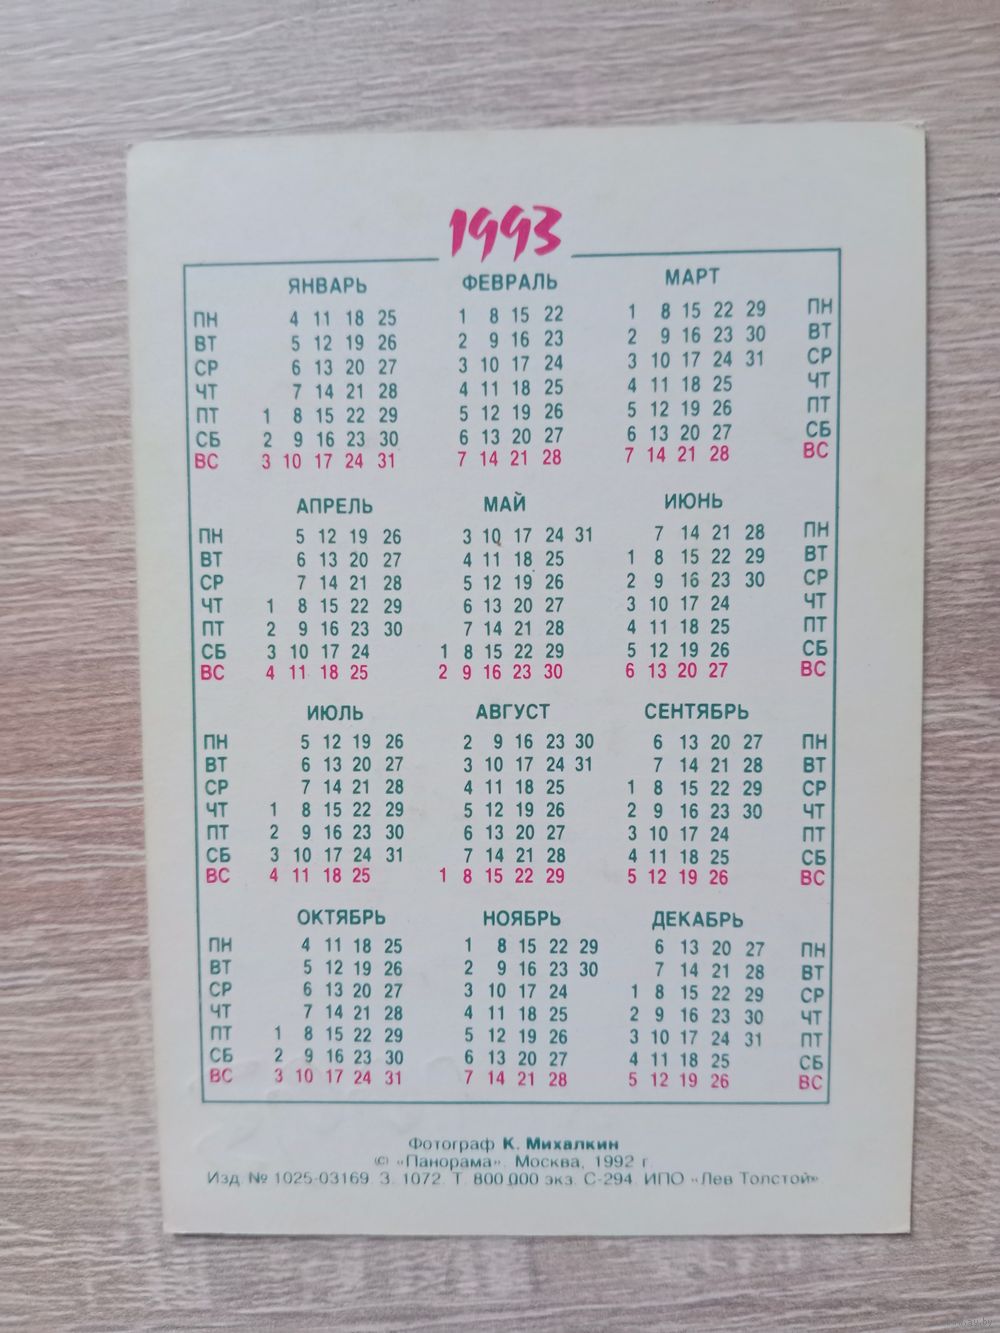 1993
ЯНВАРЬ ФЕВРАЛЬ МАРТ
ПН 4 11 18 25 1 8 15 22 1 8 15 22 29 ПН
ВТ 5 12 19 26 2 9 16 23 2 9 16 23 30 ВТ
СР 6 13 20 27 3 10 17 24 3 10 17 24 31 СР
ЧТ 7 14 21 28 4 11 18 25 4 11 18 25 ЧТ
ПТ 1 8 15 22 29 5 12 19 26 5 12 19 26 ПТ
СБ 2 9 16 23 30 6 13 20 27 6 13 20 27 СБ
ВС 3 10 17 24 31 7 14 21 28 7 14 21 28 ВС
АПРЕЛЬ МАЙ ИЮНЬ
ПН 5 12 19 26 3 10 17 24 31 7 14 21 28 ПН
ВТ 6 13 20 27 4 11 18 25 1 8 15 22 29 ВТ
СР 7 14 21 28 5 12 19 26 2 9 16 23 30 СР
ЧТ 1 8 15 22 29 6 13 20 27 3 10 17 24 ЧТ
ПТ 2 9 16 23 30 7 14 21 28 4 11 18 25 ПТ
СБ 3 10 17 24 1 8 15 22 29 5 12 19 26 СБ
ВС 4 11 18 25 2 9 16 23 30 6 13 20 27 ВС
ИЮЛЬ АВГУСТ СЕНТЯБРЬ
ПН 5 12 19 26 2 9 16 23 30 6 13 20 27 ПН
ВТ 6 13 20 27 3 10 17 24 31 7 14 21 28 ВТ
СР 7 14 21 28 4 11 18 25 1 8 15 22 29 СР
ЧТ 1 8 15 22 29 5 12 19 26 2 9 16 23 30 ЧТ
ПТ 2 9 16 23 30 6 13 20 27 3 10 17 24 ПТ
СБ 3 10 17 24 31 7 14 21 28 4 11 18 25 СБ
ВС 4 11 18 25 1 8 15 22 29 5 12 19 26 ВС
ОКТЯБРЬ НОЯБРЬ ДЕКАБРЬ
ПН 4 11 18 25 1 8 15 22 29 6 13 20 27 ПН
ВТ 5 12 19 26 2 9 16 23 30 7 14 21 28 ВТ
СР 6 13 20 27 3 10 17 24 1 8 15 22 29 СР
ЧТ 7 14 21 28 4 11 18 25 2 9 16 23 30 ЧТ
ПТ 1 8 15 22 29 5 12 19 26 3 10 17 24 31 ПТ
СБ 2 9 16 23 30 6 13 20 27 4 11 18 25 СБ
ВС 3 10 17 24 31 7 14 21 28 5 12 19 26 ВС
Фотограф К. Михалкин
© «Панорама». Москва, 1992 г.
Изд. № 1025-03169. З. 1072. Т. 800 000 экз. С-294. ИПО «Лев Толстой»